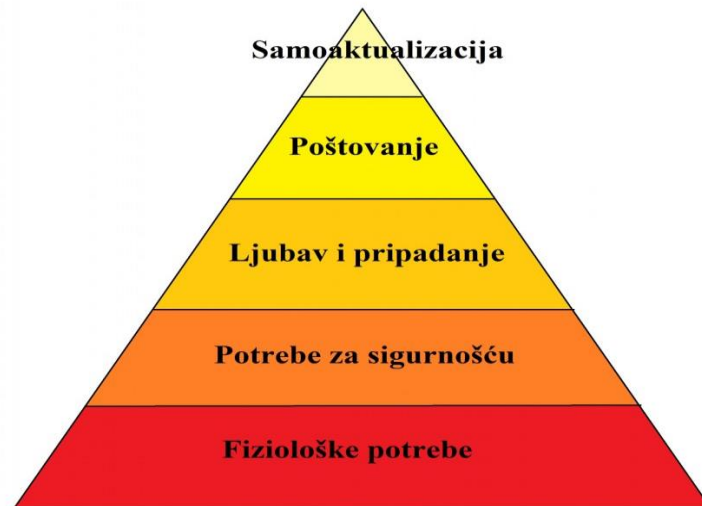 Samoaktualizacija
Poštovanje
Ljubav i pripadanje
Potrebe za sigurnošću
Fiziološke potrebe